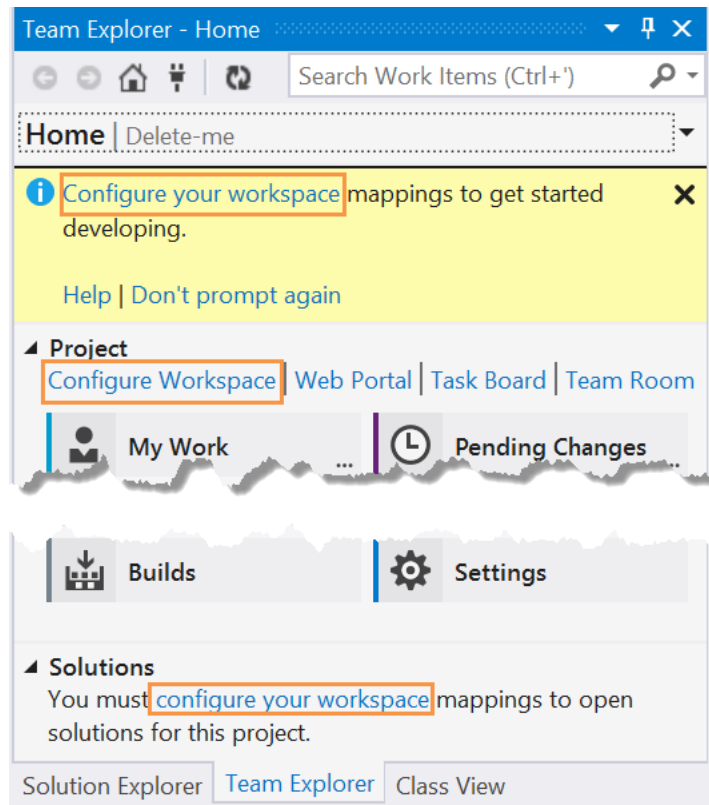 Team Explorer - Home
Search Work Items (Ctrl+')
Home | Delete-me
Configure your workspace mappings to get started
developing.
Help | Don't prompt again
Project
Configure Workspace | Web Portal | Task Board | Team Room
My Work ...
Pending Changes ..
Builds
Settings
Solutions
You must configure your workspace mappings to open
solutions for this project.
Solution Explorer Team Explorer Class View